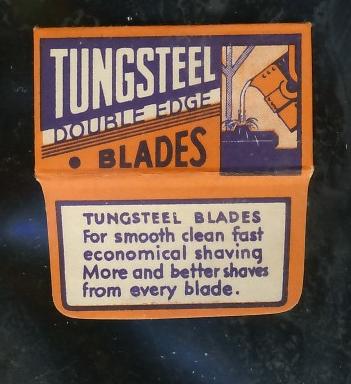 TUNGSTEEL
DOUBLE EDGE
• BLADES
TUNGSTEEL BLADES
For smooth clean fast
economical shaving
More and better shaves
from every blade.